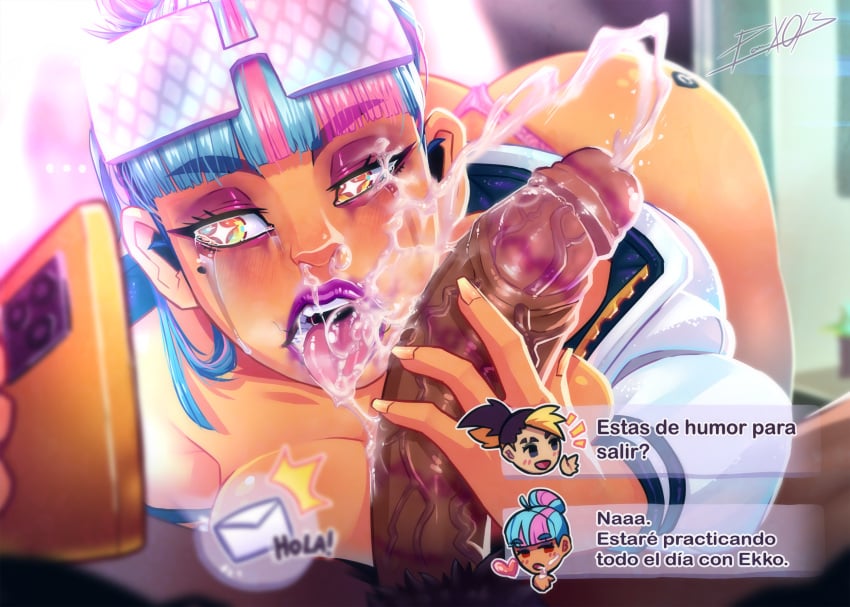 Estas de humor para
salir?
Naaa.
Estaré practicando
todo el día con Ekko.
HOLA!